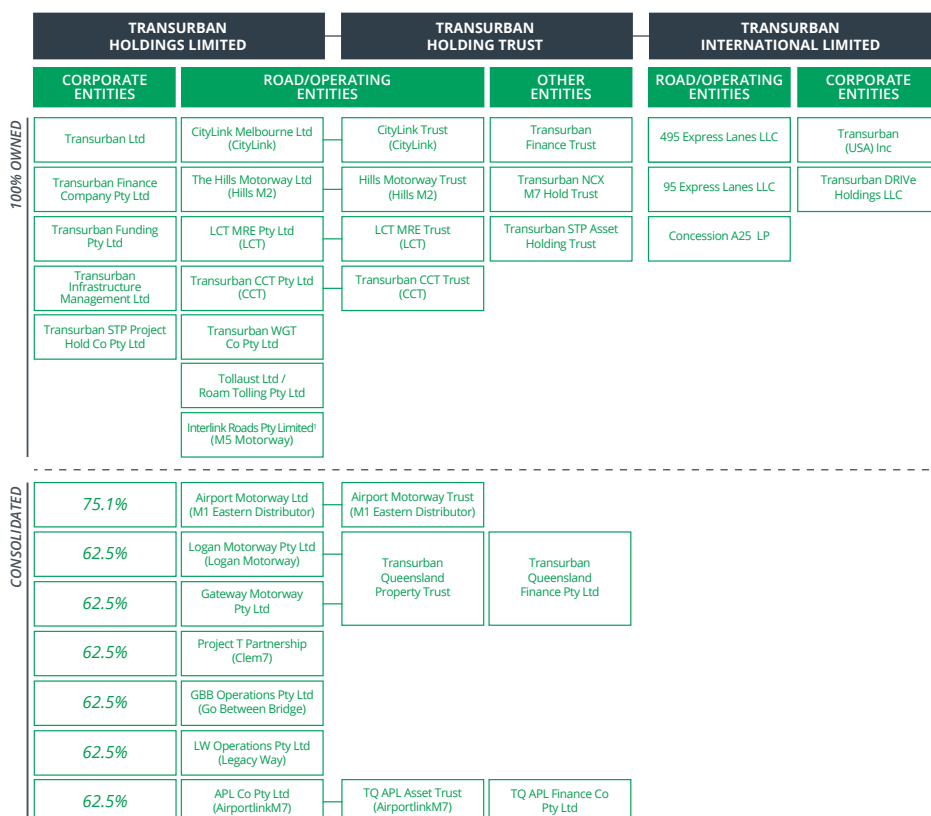 TRANSURBAN
HOLDINGS LIMITED
TRANSURBAN
HOLDING TRUST
TRANSURBAN
INTERNATIONAL LIMITED
CORPORATE
ENTITIES
ROAD/OPERATING
ENTITIES
OTHER
ENTITIES
ROAD/OPERATING
ENTITIES
CORPORATE
ENTITIES
100% OWNED
Transurban Ltd
CityLink Melbourne Ltd
(CityLink)
CityLink Trust
(CityLink)
Transurban
Finance Trust
495 Express Lanes LLC
Transurban
(USA) Inc
Transurban Finance
Company Pty Ltd
The Hills Motorway Ltd
(Hills M2)
Hills Motorway Trust
(Hills M2)
Transurban NCX
M7 Hold Trust
95 Express Lanes LLC
Transurban DRIVe
Holdings LLC
Transurban Funding
Pty Ltd
LCT MRE Pty Ltd
(LCT)
LCT MRE Trust
(LCT)
Transurban STP Asset
Holding Trust
Concession A25 LP
Transurban
Infrastructure
Management Ltd
Transurban CCT Pty Ltd
(CCT)
Transurban CCT Trust
(CCT)
Transurban STP Project
Hold Co Pty Ltd
Transurban WGT
Co Pty Ltd
Tollaust Ltd /
Roam Tolling Pty Ltd
Interlink Roads Pty Limited¹
(M5 Motorway)
CONSOLIDATED
75.1%
Airport Motorway Ltd
(M1 Eastern Distributor)
Airport Motorway Trust
(M1 Eastern Distributor)
62.5%
Logan Motorway Pty Ltd
(Logan Motorway)
Transurban
Queensland
Property Trust
Transurban
Queensland
Finance Pty Ltd
62.5%
Gateway Motorway
Pty Ltd
62.5%
Project T Partnership
(Clem7)
62.5%
GBB Operations Pty Ltd
(Go Between Bridge)
62.5%
LW Operations Pty Ltd
(Legacy Way)
62.5%
APL Co Pty Ltd
(AirportlinkM7)
TQ APL Asset Trust
(AirportlinkM7)
TQ APL Finance Co
Pty Ltd